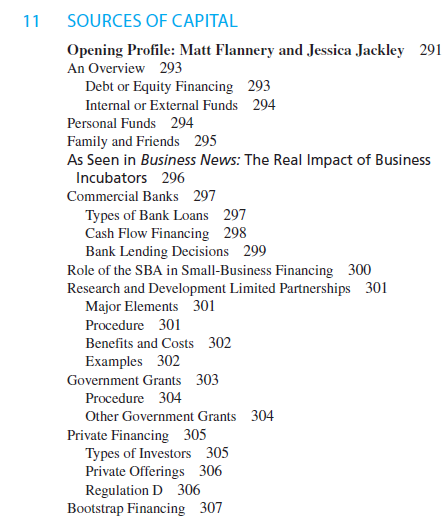 11 SOURCES OF CAPITAL
Opening Profile: Matt Flannery and Jessica Jackley 291
An Overview 293
Debt or Equity Financing 293
Internal or External Funds 294
Personal Funds 294
Family and Friends 295
As Seen in Business News: The Real Impact of Business
Incubators 296
Commercial Banks 297
Types of Bank Loans 297
Cash Flow Financing 298
Bank Lending Decisions 299
Role of the SBA in Small-Business Financing 300
Research and Development Limited Partnerships 301
Major Elements 301
Procedure 301
Benefits and Costs 302
Examples 302
Government Grants 303
Procedure 304
Other Government Grants 304
Private Financing 305
Types of Investors 305
Private Offerings 306
Regulation D 306
Bootstrap Financing 307